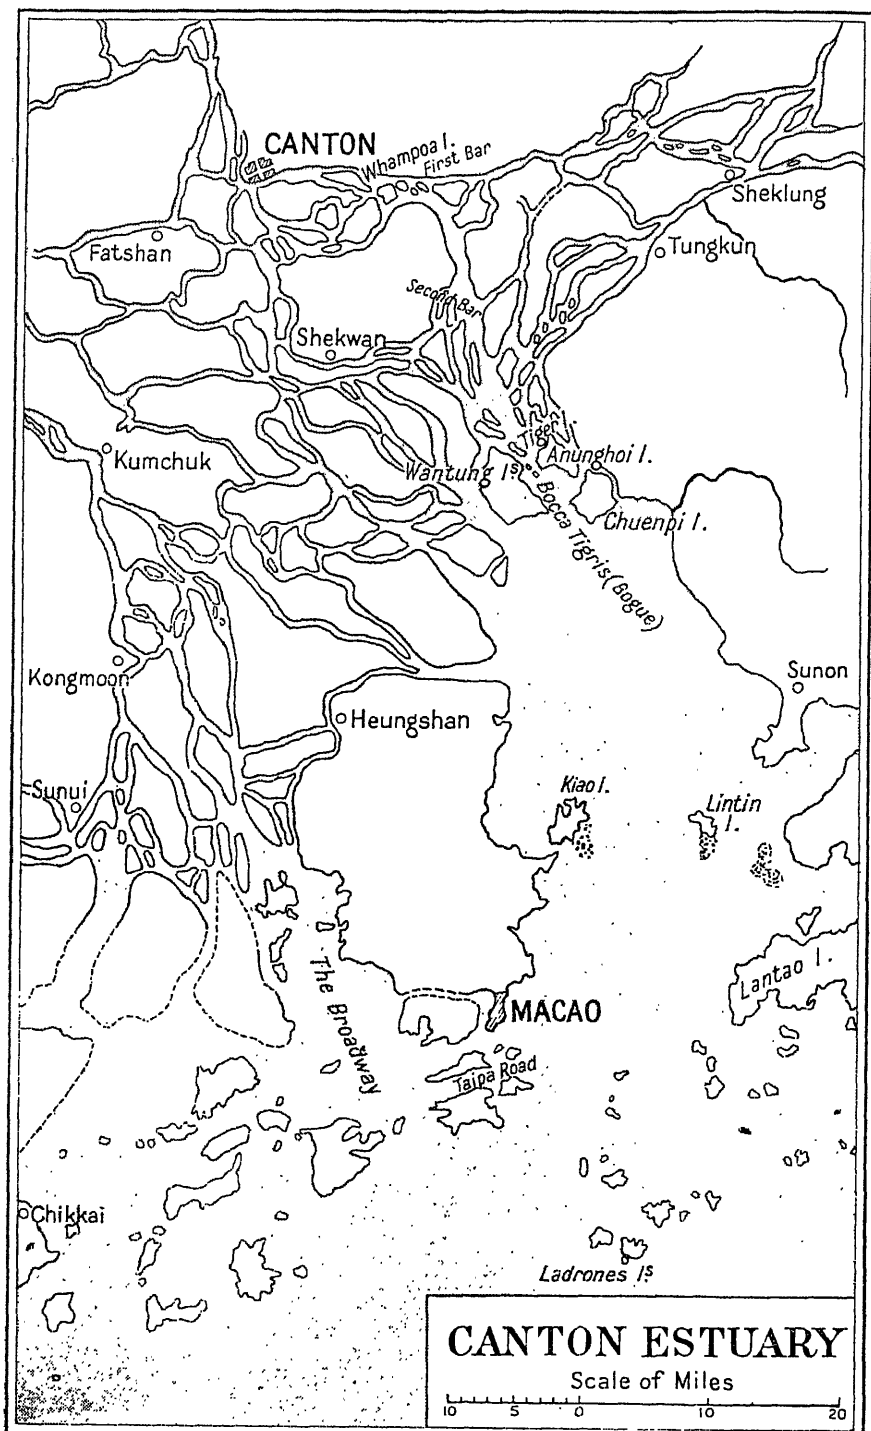 CANTON
Whampoa I.
First Bar
Sheklung
Fatshan
Tungkun
Second Bar
Shekwan
Tiger I.
Kumchuk
Anunghoi I.
Wantung Iˢ
Chuenpi I.
Bocca Tigris (Bogue)
Kongmoon
Sunon
Heungshan
Sunui
Kiao I.
Lintin
I.
Lantao I.
The Broadway
MACAO
Taipa Road
Chikkai
Ladrones Iˢ
CANTON ESTUARY
Scale of Miles
10 5 0 10 20